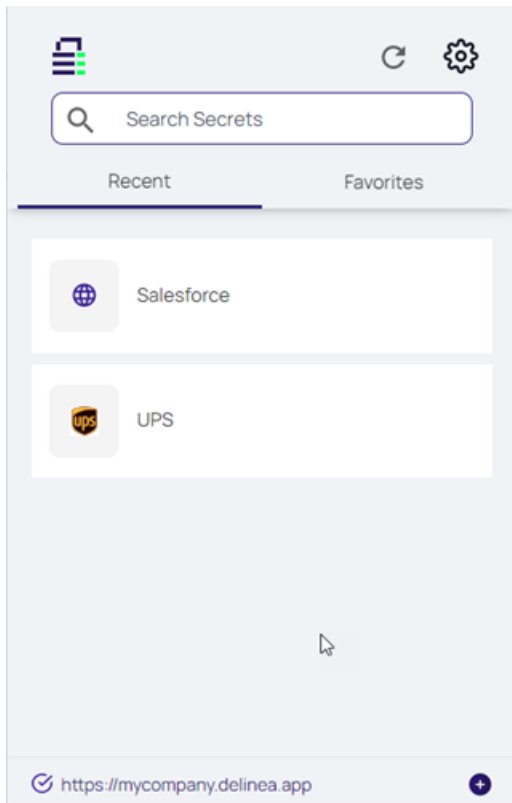 Search Secrets
Recent Favorites
Salesforce
ups UPS
https://mycompany.delinea.app